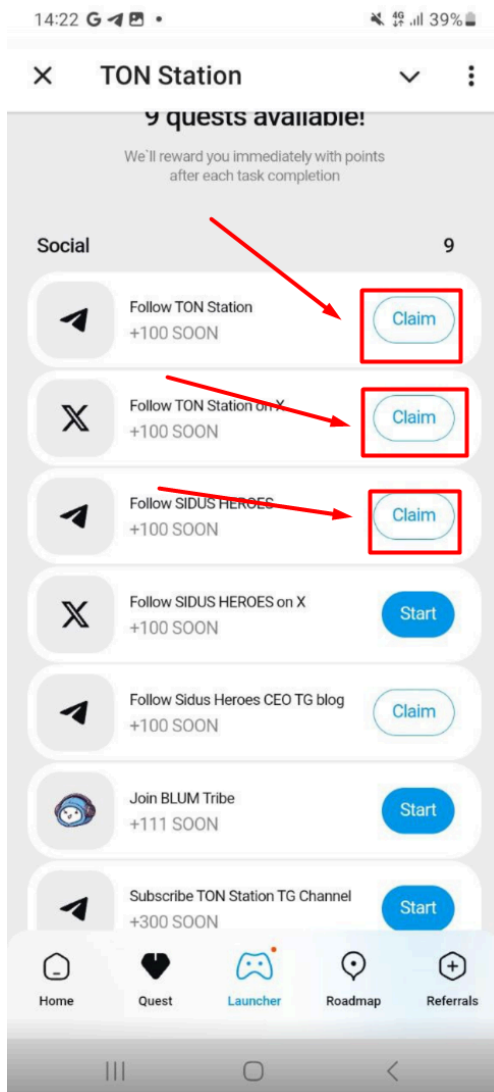 14:22 G
4G 39%
TON Station
9 quests available!
We'll reward you immediately with points
after each task completion
Social 9
Follow TON Station
+100 SOON
Claim
Follow TON Station on X
+100 SOON
Claim
Follow SIDUS HEROES
+100 SOON
Claim
Follow SIDUS HEROES on X
+100 SOON
Start
Follow Sidus Heroes CEO TG blog
+100 SOON
Claim
Join BLUM Tribe
+111 SOON
Start
Subscribe TON Station TG Channel
+300 SOON
Start
Home Quest Launcher Roadmap Referrals